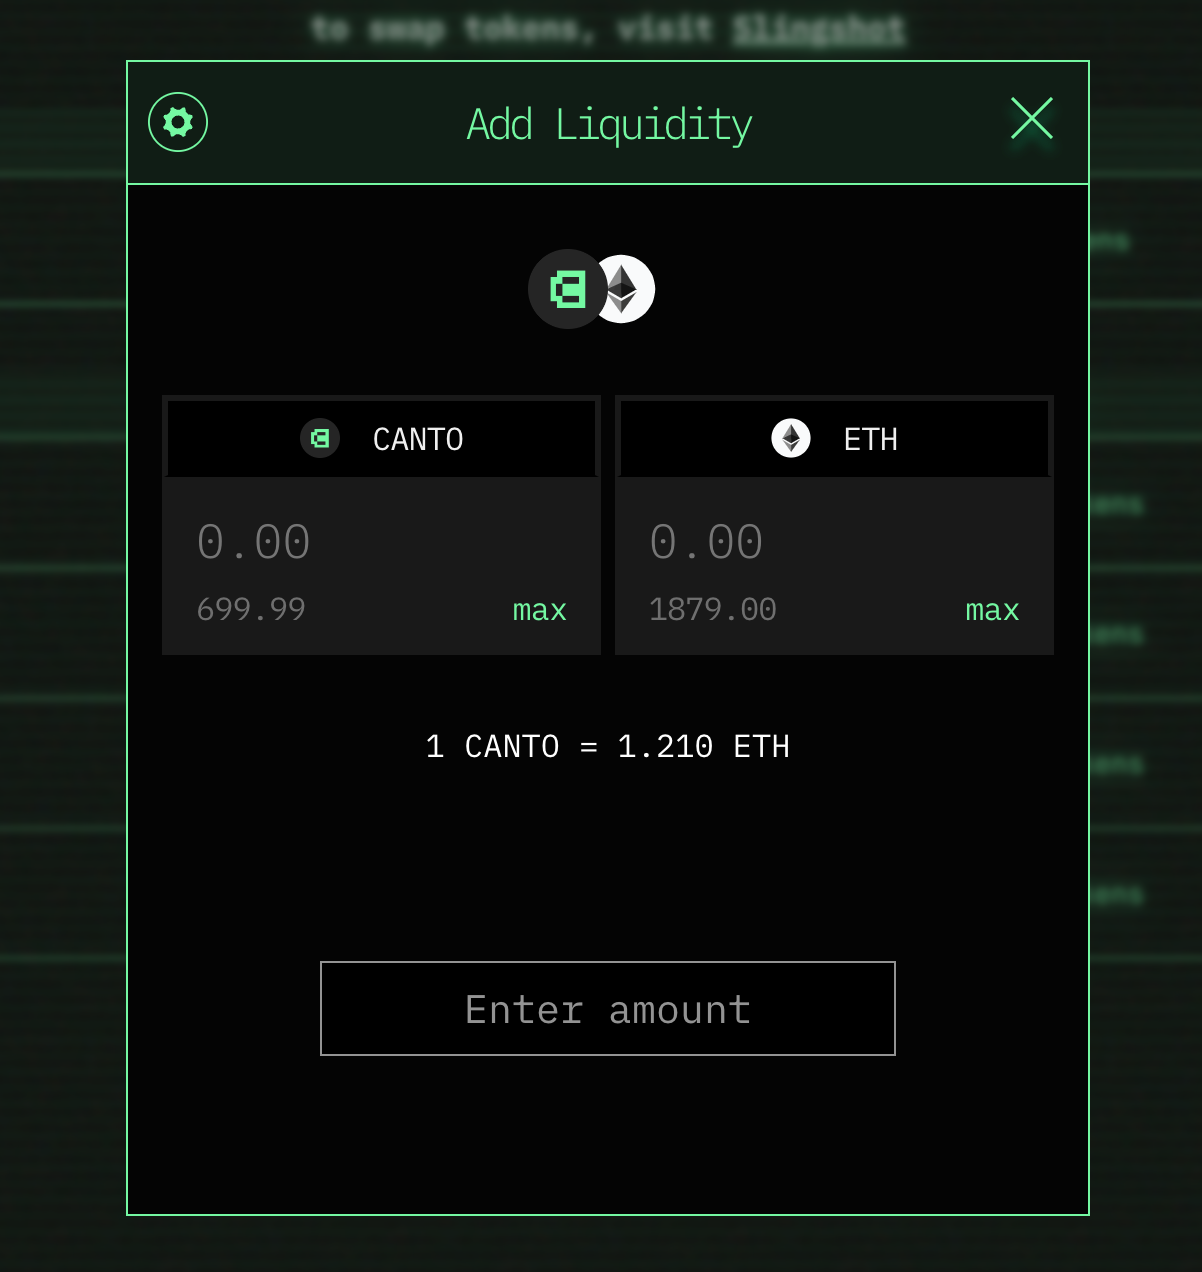 to swap tokens, visit Slingshot
Add Liquidity
CANTO
ETH
0.00
0.00
699.99
max
1879.00
max
1 CANTO = 1.210 ETH
Enter amount